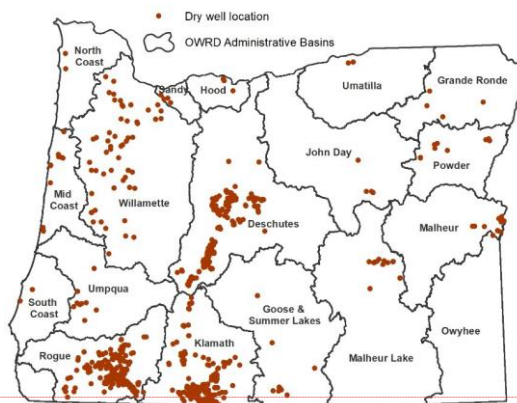 Dry well location
OWRD Administrative Basins
North
Coast
Sandy
Hood
Umatilla
Grande Ronde
John Day
Powder
Mid
Coast
Willamette
Deschutes
Malheur
South
Coast
Umpqua
Goose &
Summer Lakes
Owyhee
Rogue
Klamath
Malheur Lake